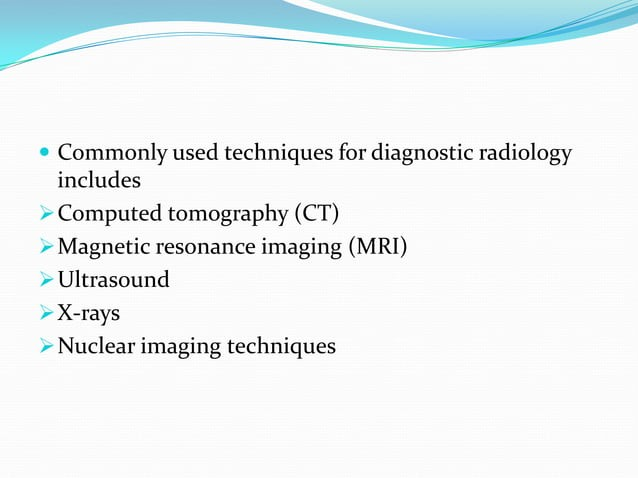 • Commonly used techniques for diagnostic radiology
includes
➢Computed tomography (CT)
➢Magnetic resonance imaging (MRI)
➢Ultrasound
➢X-rays
➢Nuclear imaging techniques